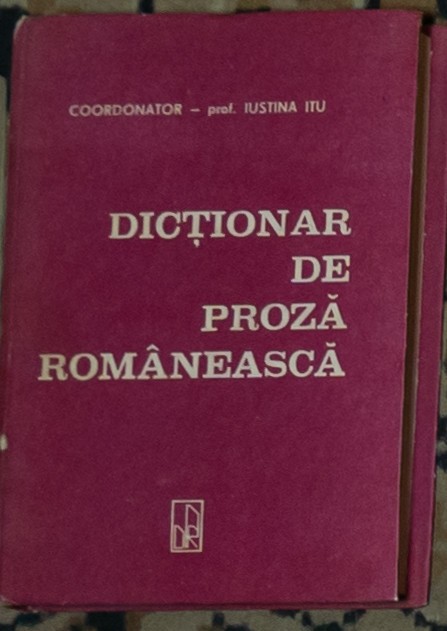 COORDONATOR – prof. IUSTINA ITU
DICȚIONAR
DE
PROZĂ
ROMÂNEASCĂ